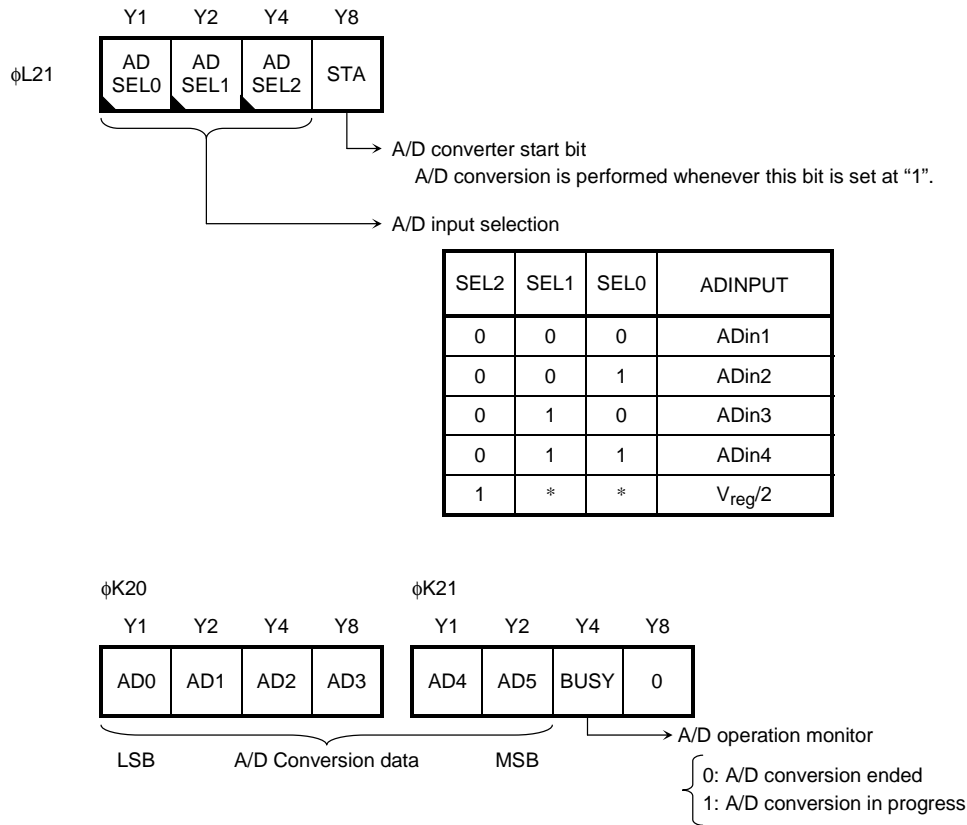 Y1 Y2 Y4 Y8
ϕL21
AD SEL0 AD SEL1 AD SEL2 STA
A/D converter start bit
A/D conversion is performed whenever this bit is set at “1”.
A/D input selection
SEL2 SEL1 SEL0 ADINPUT
0 0 0 ADin1
0 0 1 ADin2
0 1 0 ADin3
0 1 1 ADin4
1 * * Vreg/2
ϕK20 ϕK21
Y1 Y2 Y4 Y8 Y1 Y2 Y4 Y8
AD0 AD1 AD2 AD3 AD4 AD5 BUSY 0
A/D operation monitor
LSB A/D Conversion data MSB
0: A/D conversion ended
1: A/D conversion in progress